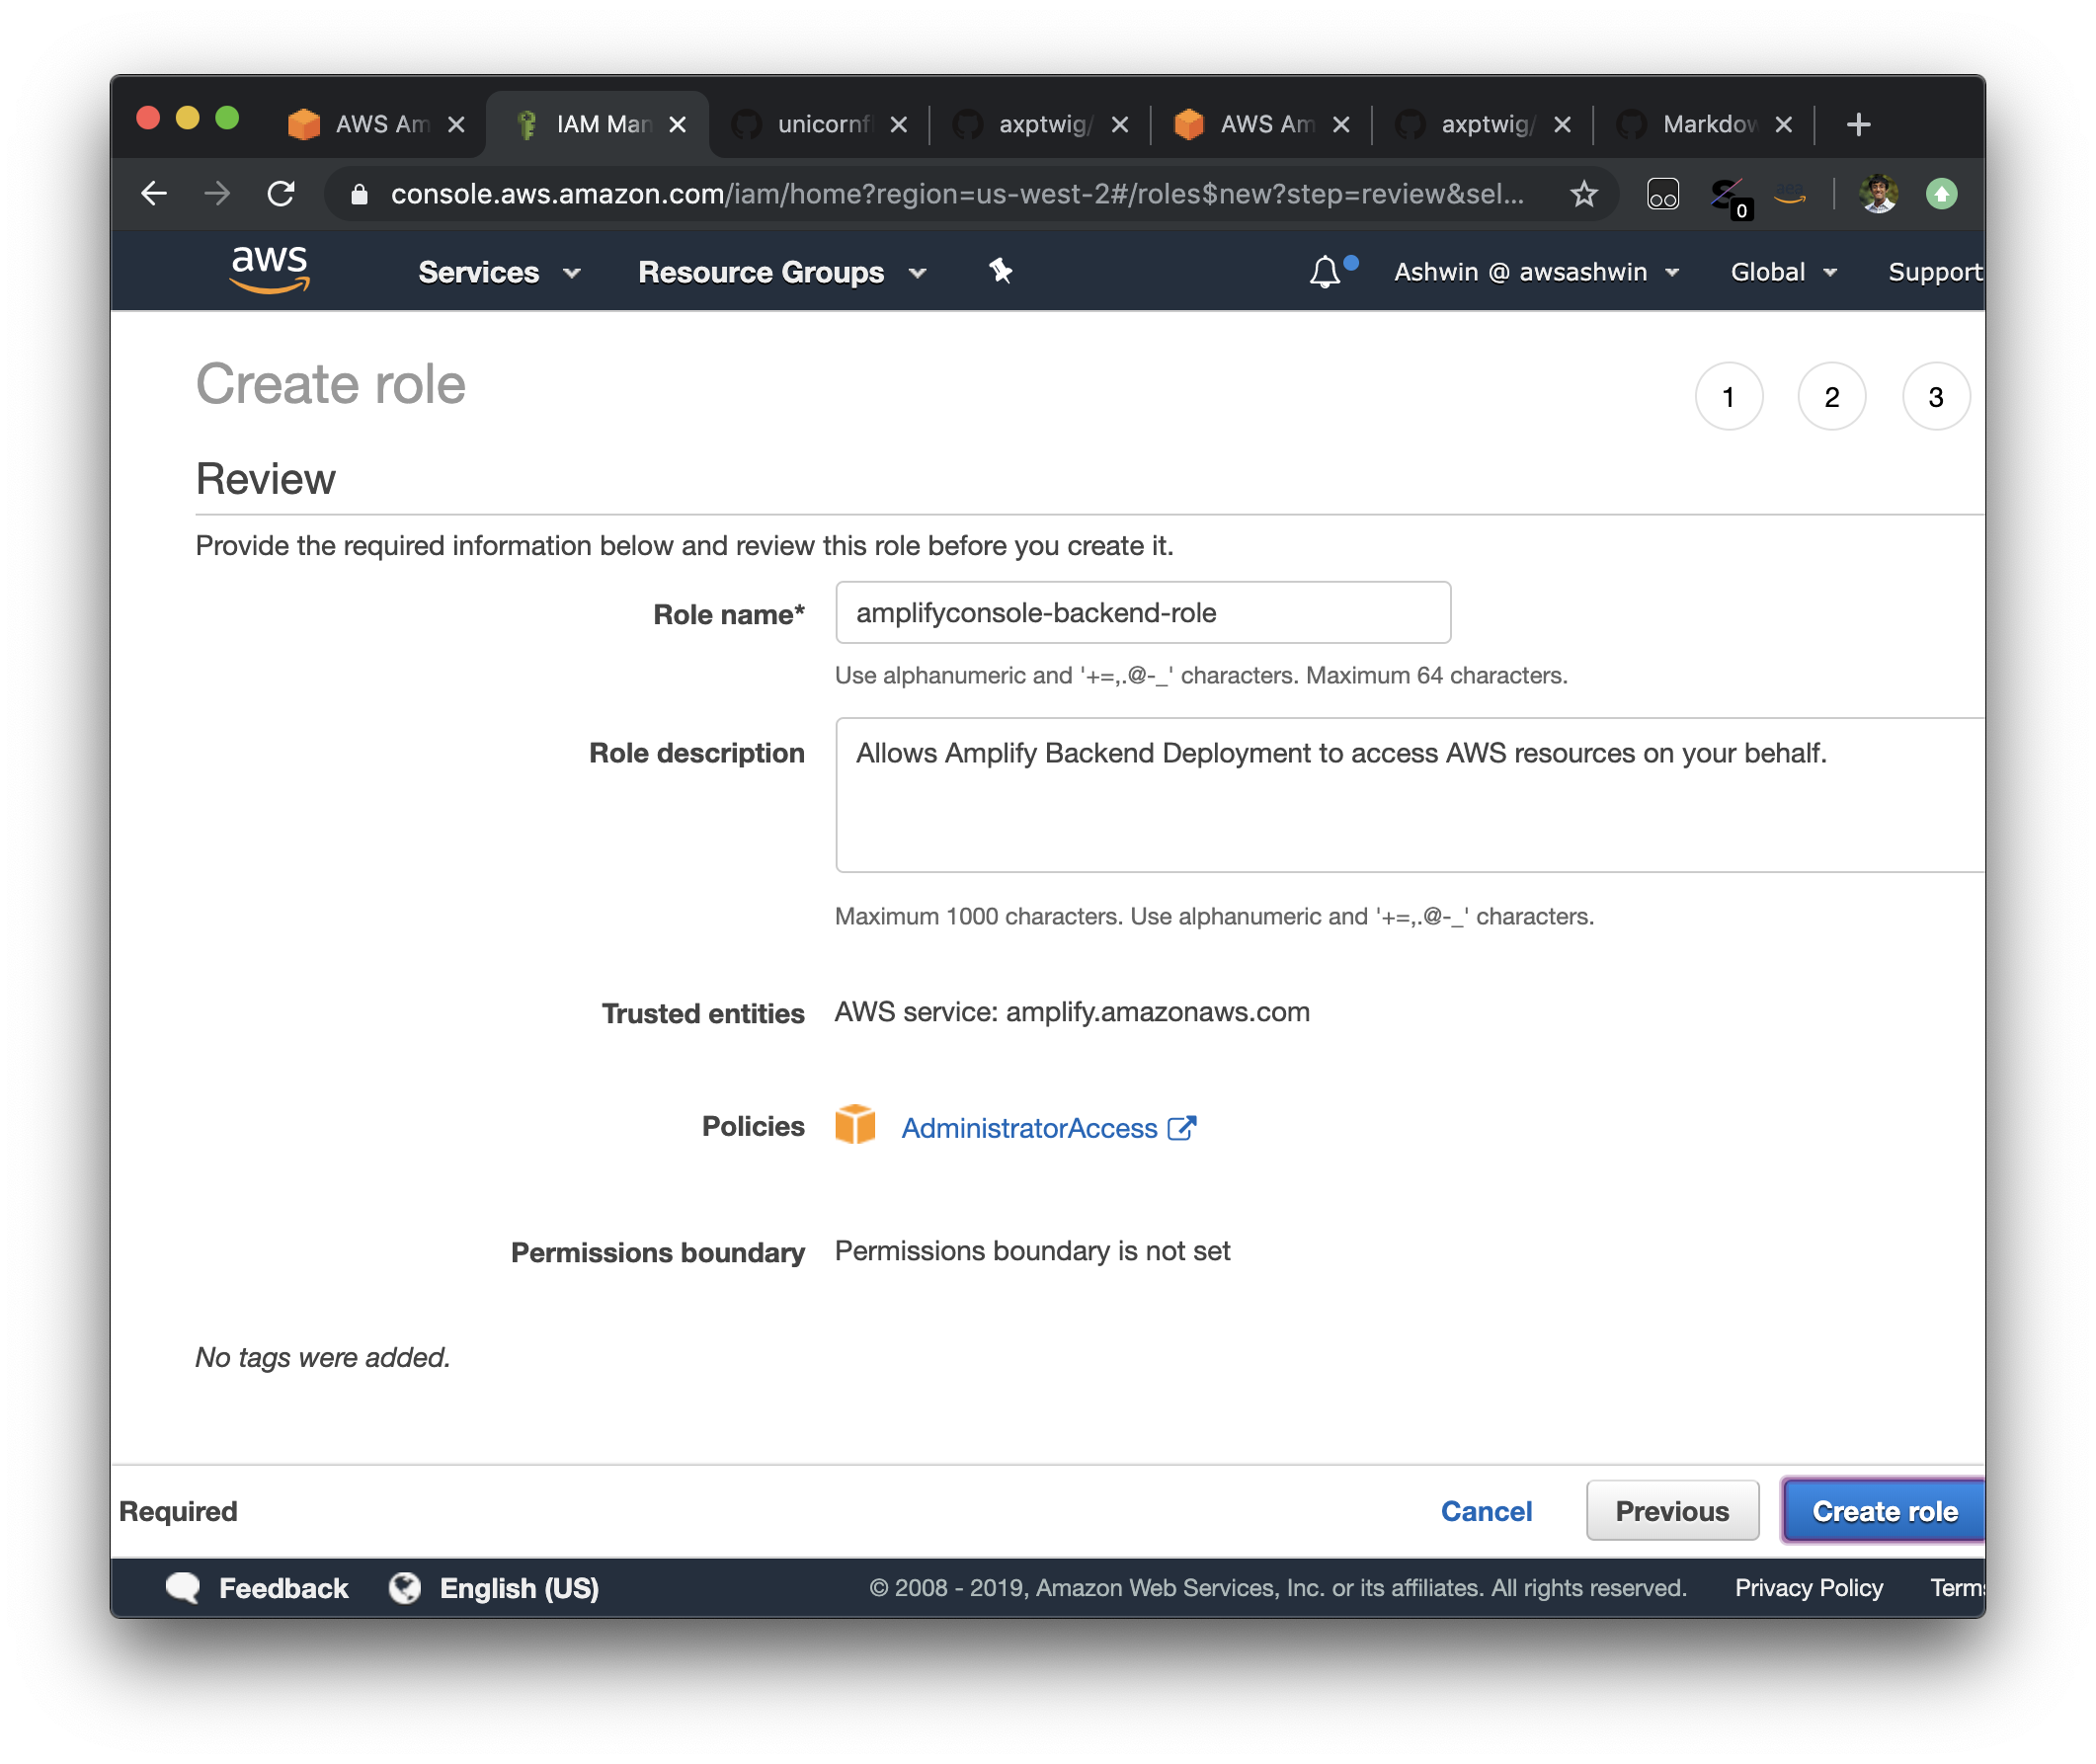 AWS Am
IAM Man
unicornf
axptwig/
AWS Am
axptwig/
Markdow
console.aws.amazon.com/iam/home?region=us-west-2#/roles$new?step=review&sel...
0
aea
aws
Services
Resource Groups
Ashwin @ awsashwin
Global
Support
Create role
1
2
3
Review
Provide the required information below and review this role before you create it.
Role name*
amplifyconsole-backend-role
Use alphanumeric and '+=,.@-_' characters. Maximum 64 characters.
Role description
Allows Amplify Backend Deployment to access AWS resources on your behalf.
Maximum 1000 characters. Use alphanumeric and '+=,.@-_' characters.
Trusted entities
AWS service: amplify.amazonaws.com
Policies
AdministratorAccess
Permissions boundary
Permissions boundary is not set
No tags were added.
Required
Cancel
Previous
Create role
Feedback
English (US)
© 2008 - 2019, Amazon Web Services, Inc. or its affiliates. All rights reserved.
Privacy Policy
Terms